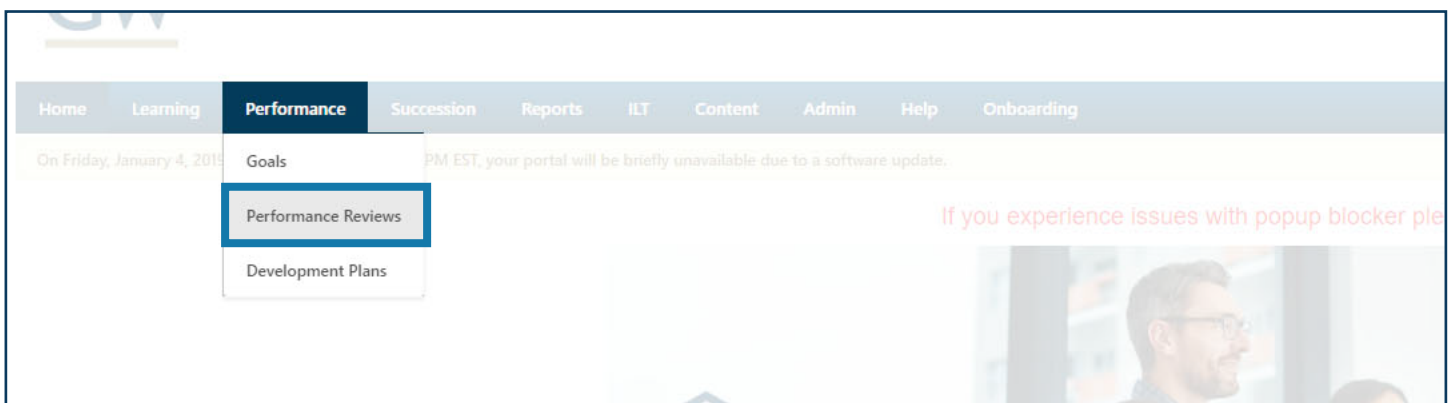 GW
Home Learning Performance Succession Reports ILT Content Admin Help Onboarding
On Friday, January 4, 2019 PM EST, your portal will be briefly unavailable due to a software update.
Goals
Performance Reviews
If you experience issues with popup blocker ple
Development Plans